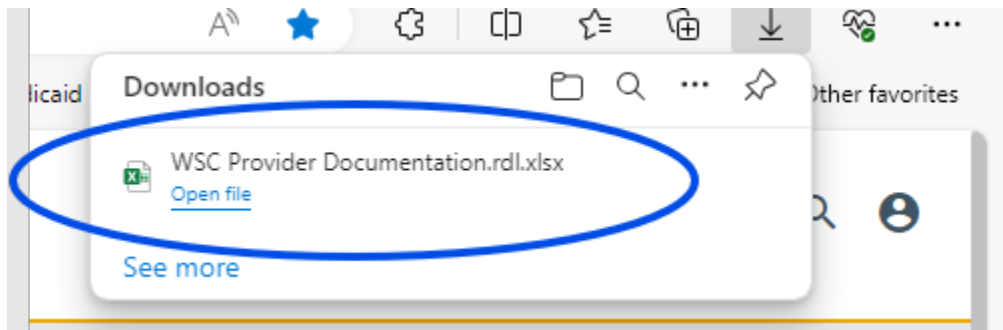 licaid
Other favorites
Downloads
WSC Provider Documentation.rdl.xlsx
Open file
See more